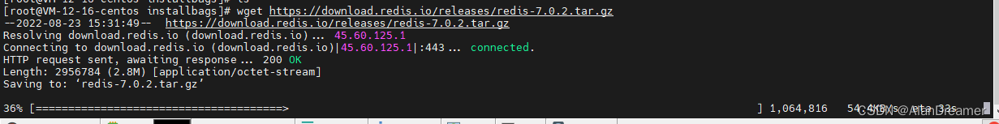 [root@VM-12-16-centos installbags]# ls
[root@VM-12-16-centos installbags]# wget https://download.redis.io/releases/redis-7.0.2.tar.gz
--2022-08-23 15:31:49--  https://download.redis.io/releases/redis-7.0.2.tar.gz
Resolving download.redis.io (download.redis.io)... 45.60.125.1
Connecting to download.redis.io (download.redis.io)|45.60.125.1|:443... connected.
HTTP request sent, awaiting response... 200 OK
Length: 2956784 (2.8M) [application/octet-stream]
Saving to: ‘redis-7.0.2.tar.gz’
36% [======================================> ] 1,064,816 54.4KB/s eta 33s
CSDN @AlanDreamer